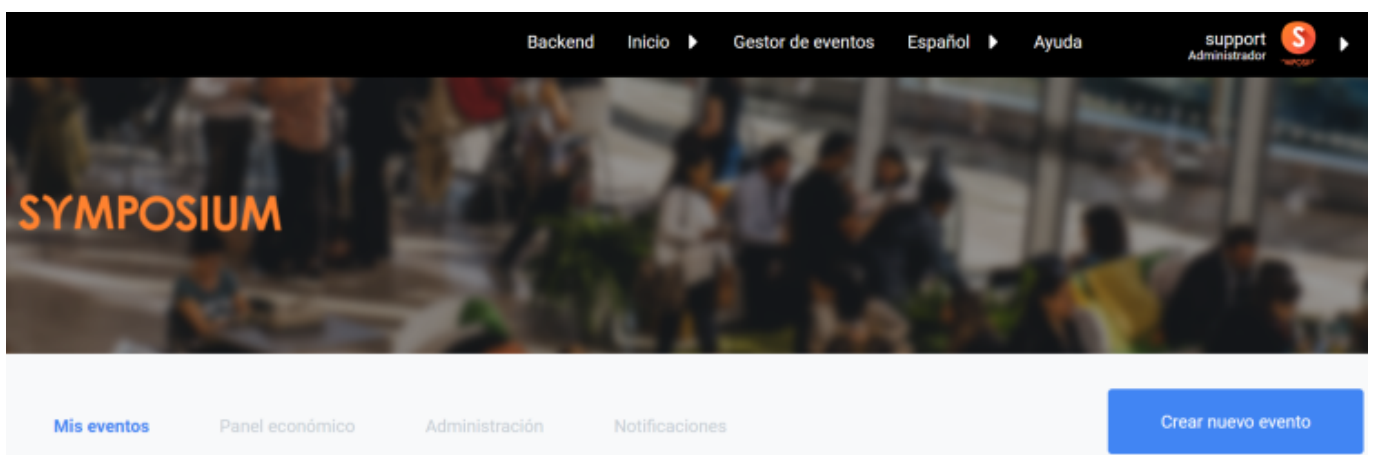 Backend Inicio Gestor de eventos Español Ayuda support
Administrador
S
SYMPOSIUM
Mis eventos Panel económico Administración Notificaciones Crear nuevo evento